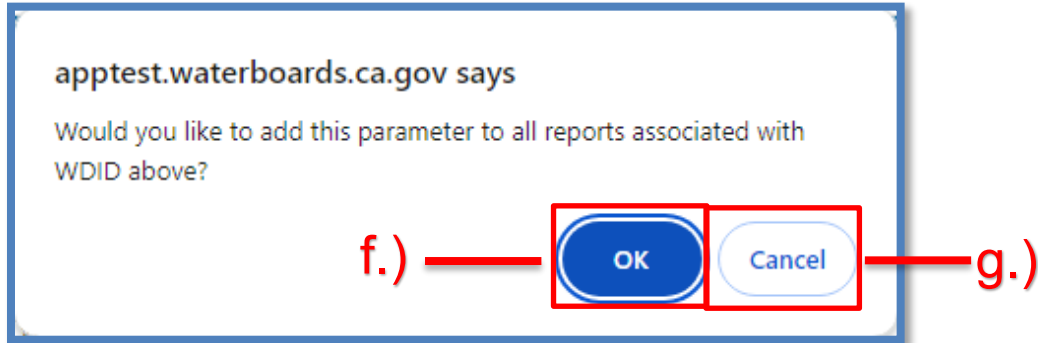 apptest.waterboards.ca.gov says
Would you like to add this parameter to all reports associated with
WDID above?
f.) OK Cancel g.)